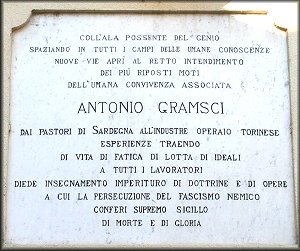 COLL'ALA POSSENTE DEL GENIO
SPAZIANDO IN TUTTI I CAMPI DELLE UMANE CONOSCENZE
NUOVE VIE APRÌ AL RETTO INTENDIMENTO
DEI PIÙ RIPOSTI MOTI
DELL'UMANA CONVIVENZA ASSOCIATA
ANTONIO GRAMSCI
DAI PASTORI DI SARDEGNA ALL'INDUSTRE OPERAIO TORINESE
ESPERIENZE TRAENDO
DI VITA DI FATICA DI LOTTA DI IDEALI
A TUTTI I LAVORATORI
DIEDE INSEGNAMENTO IMPERITURO DI DOTTRINE E DI OPERE
A CUI LA PERSECUZIONE DEL FASCISMO NEMICO
CONFERÌ SUPREMO SIGILLO
DI MORTE E DI GLORIA